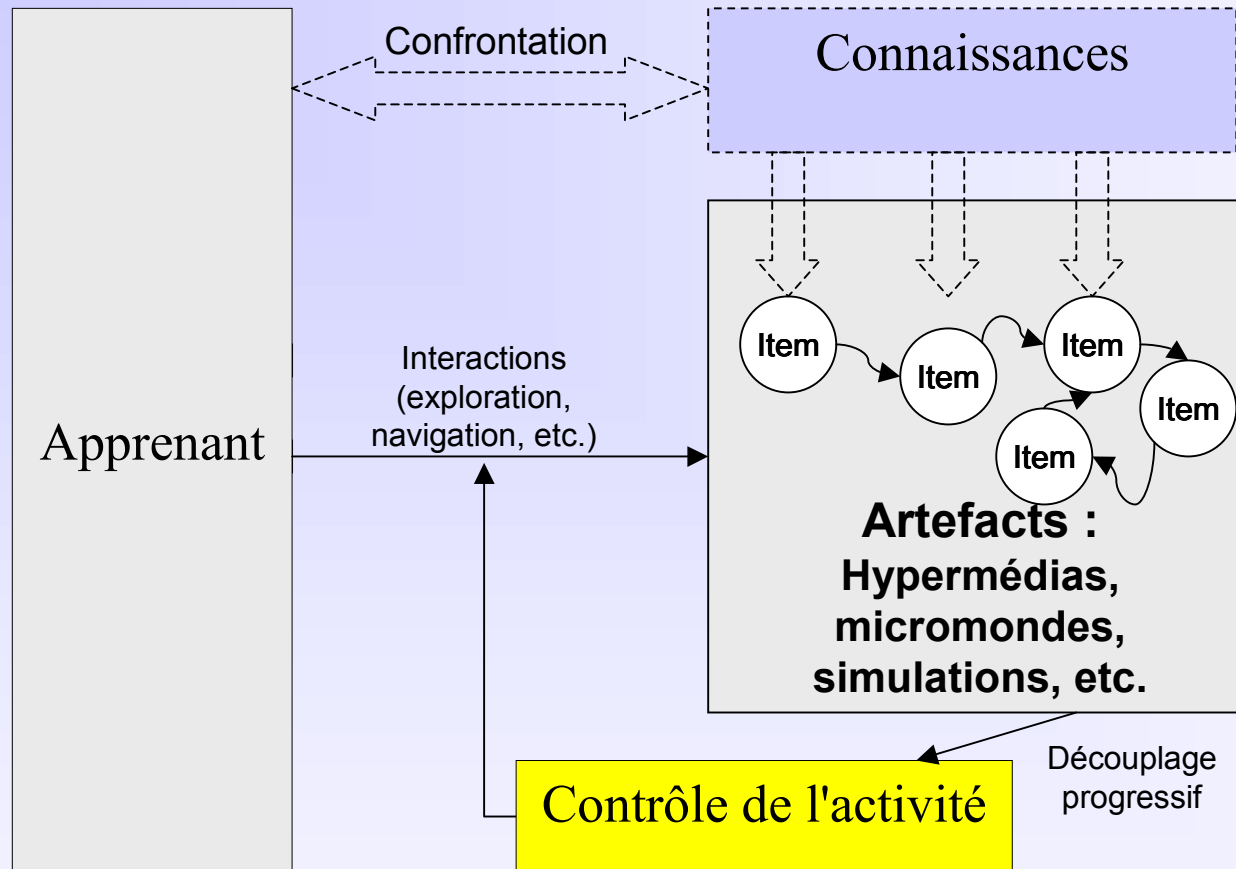 Confrontation
Connaissances
Item
Item
Item
Item
Item
Interactions
(exploration,
navigation, etc.)
Apprenant
Artefacts :
Hypermédias,
micromondes,
simulations, etc.
Découplage
progressif
Contrôle de l'activité